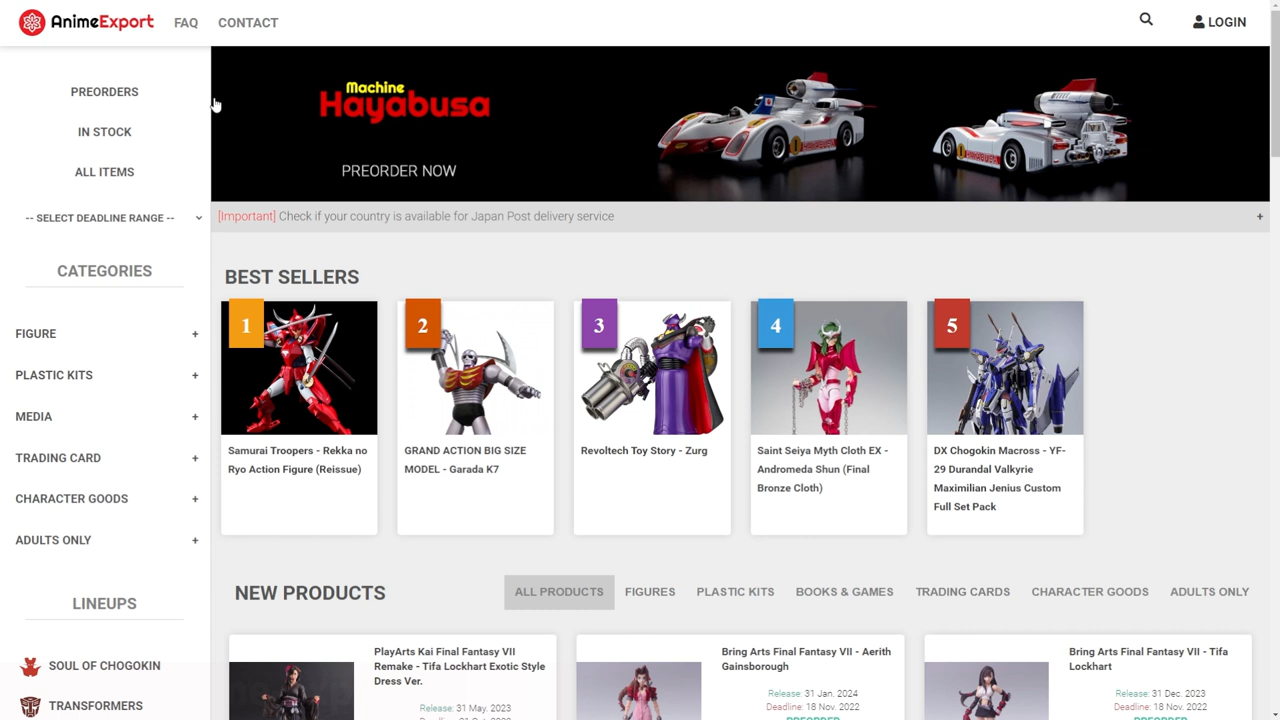 AnimeExport
FAQ
CONTACT
LOGIN
PREORDERS
IN STOCK
ALL ITEMS
-- SELECT DEADLINE RANGE --
CATEGORIES
FIGURE +
PLASTIC KITS +
MEDIA +
TRADING CARD +
CHARACTER GOODS +
ADULTS ONLY +
LINEUPS
SOUL OF CHOGOKIN
TRANSFORMERS
Machine
Hayabusa
PREORDER NOW
[Important] Check if your country is available for Japan Post delivery service +
BEST SELLERS
1
Samurai Troopers - Rekka no
Ryo Action Figure (Reissue)
2
GRAND ACTION BIG SIZE
MODEL - Garada K7
3
Revoltech Toy Story - Zurg
4
Saint Seiya Myth Cloth EX -
Andromeda Shun (Final
Bronze Cloth)
5
DX Chogokin Macross - YF-
29 Durandal Valkyrie
Maximilian Jenius Custom
Full Set Pack
NEW PRODUCTS
ALL PRODUCTS
FIGURES
PLASTIC KITS
BOOKS & GAMES
TRADING CARDS
CHARACTER GOODS
ADULTS ONLY
PlayArts Kai Final Fantasy VII
Remake - Tifa Lockhart Exotic Style
Dress Ver.
Release: 31 May. 2023
Bring Arts Final Fantasy VII - Aerith
Gainsborough
Release: 31 Jan. 2024
Deadline: 18 Nov. 2022
PREORDER
Bring Arts Final Fantasy VII - Tifa
Lockhart
Release: 31 Dec. 2023
Deadline: 18 Nov. 2022
PREORDER